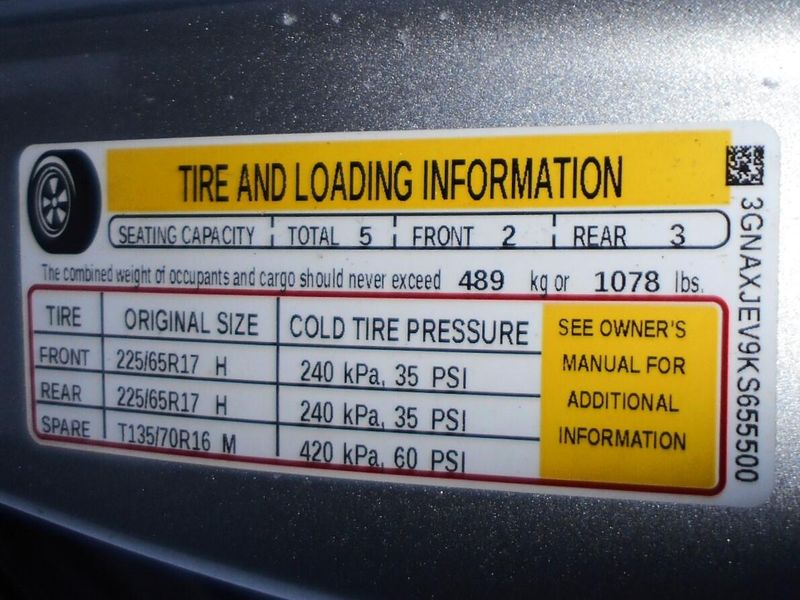 TIRE AND LOADING INFORMATION
SEATING CAPACITY TOTAL 5 FRONT 2 REAR 3
The combined weight of occupants and cargo should never exceed 489 kg or 1078 lbs.
TIRE ORIGINAL SIZE COLD TIRE PRESSURE
FRONT 225/65R17 H 240 kPa, 35 PSI
REAR 225/65R17 H 240 kPa, 35 PSI
SPARE T135/70R16 M 420 kPa, 60 PSI
SEE OWNER'S
MANUAL FOR
ADDITIONAL
INFORMATION
3GNAXJEV9KS655500